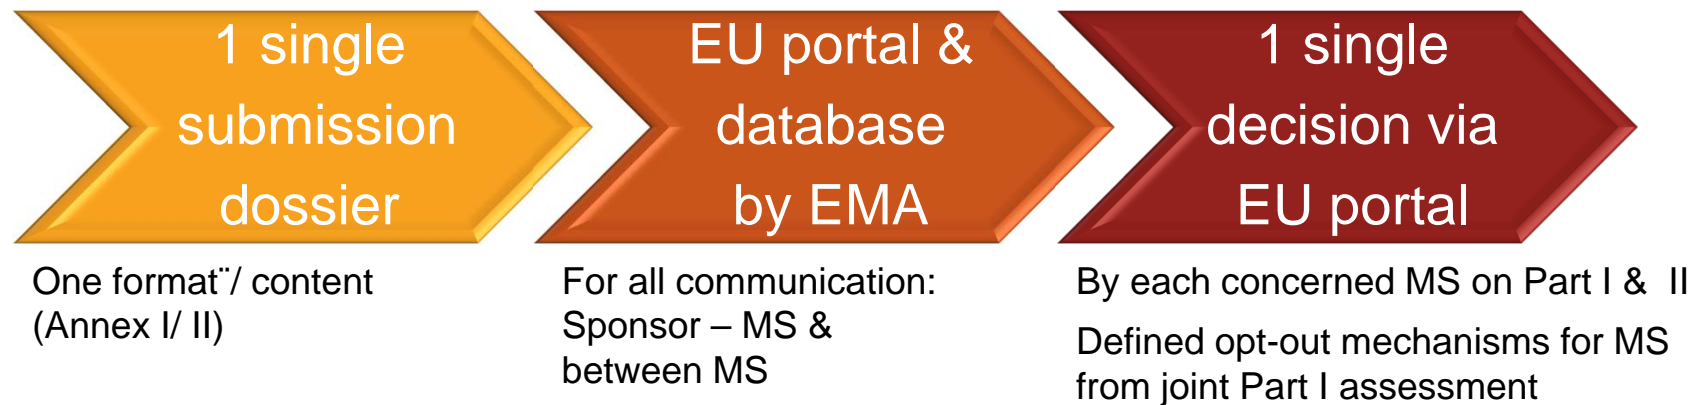 1 single
submission
dossier
EU portal &
database
by EMA
1 single
decision via
EU portal
One format¨/ content
(Annex I/ II)
For all communication:
Sponsor – MS &
between MS
By each concerned MS on Part I & II
Defined opt-out mechanisms for MS
from joint Part I assessment